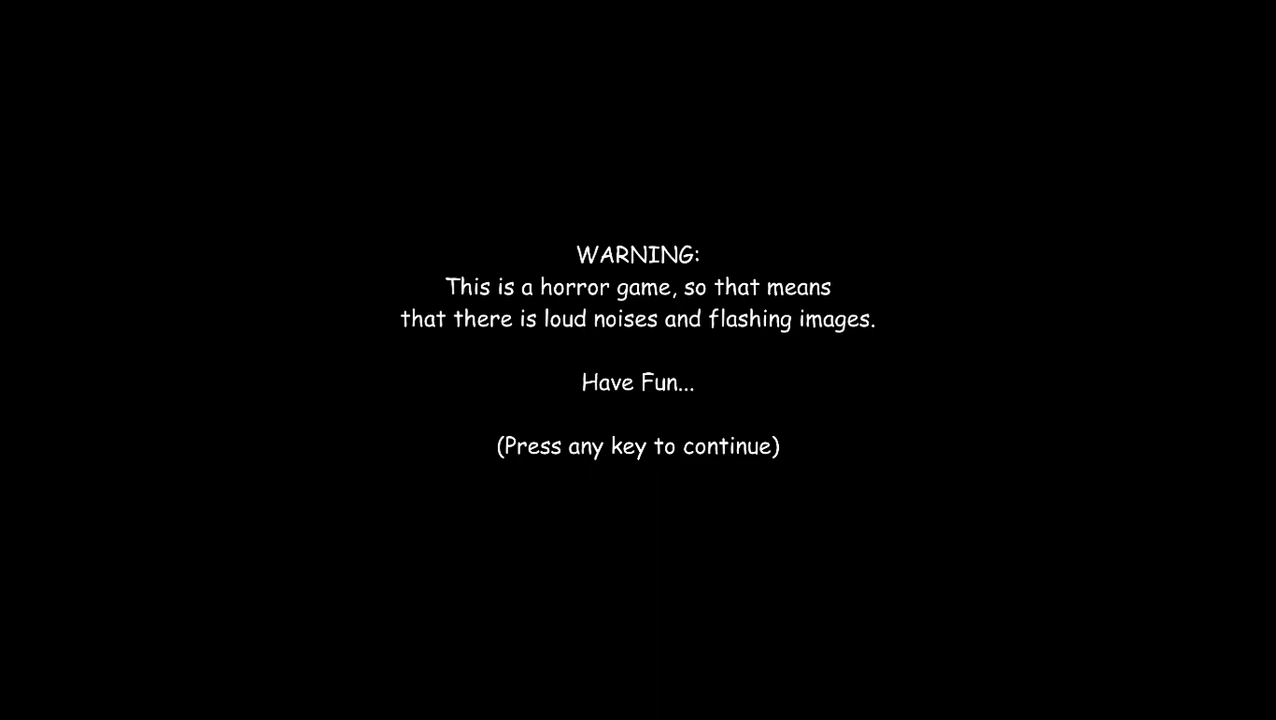 WARNING:
This is a horror game, so that means
that there is loud noises and flashing images.
Have Fun...
(Press any key to continue)